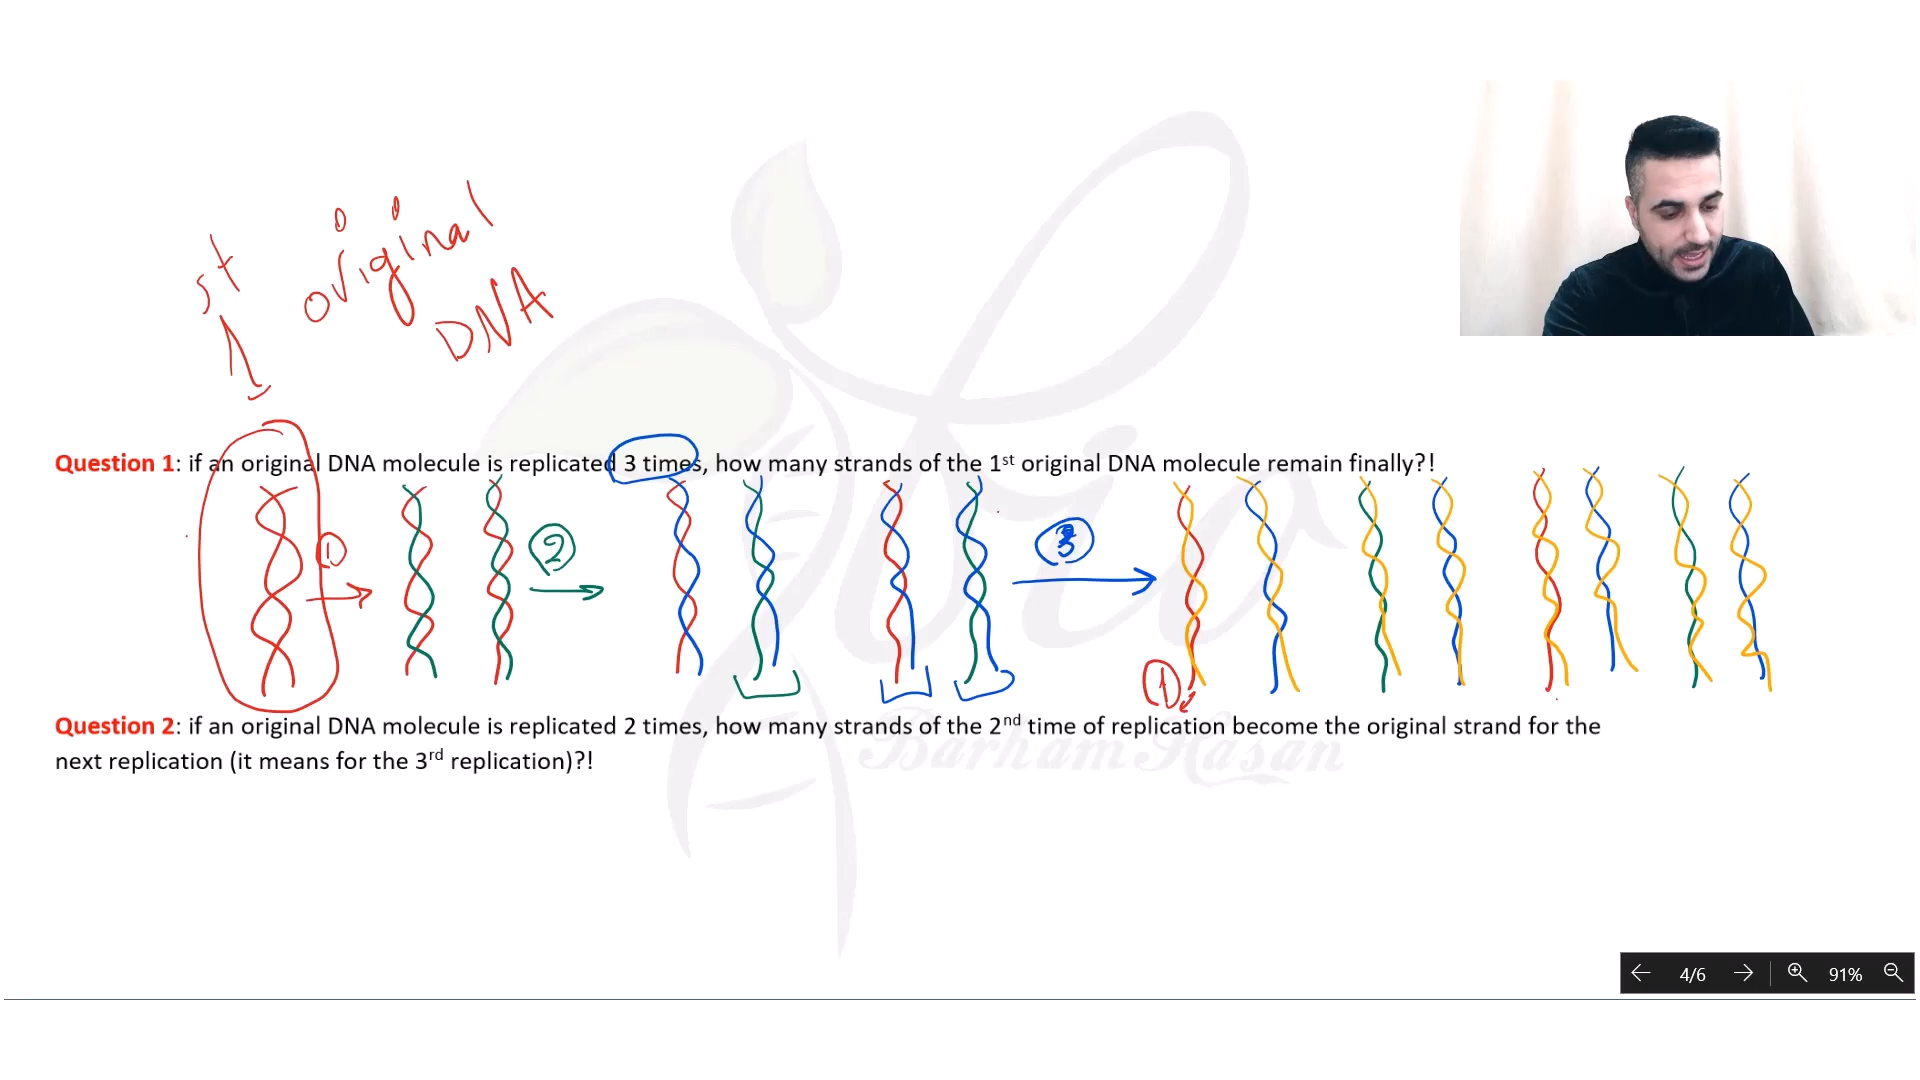 1st original
DNA
Question 1: if an original DNA molecule is replicated 3 times, how many strands of the 1st original DNA molecule remain finally?!
1
2
3
1
Question 2: if an original DNA molecule is replicated 2 times, how many strands of the 2nd time of replication become the original strand for the
next replication (it means for the 3rd replication)?!
Bio
Barham Hasan
4/6
91%